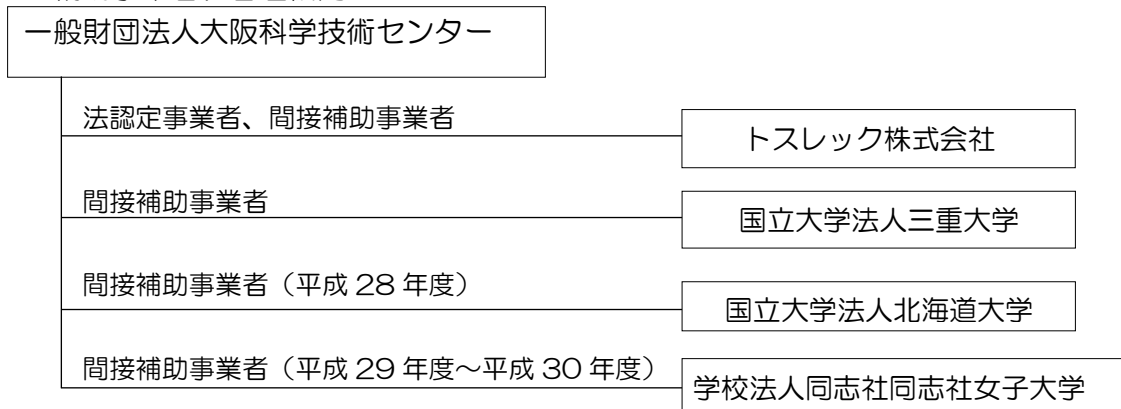 一般財団法人大阪科学技術センター
法認定事業者、間接補助事業者
トスレック株式会社
間接補助事業者
国立大学法人三重大学
間接補助事業者（平成 28 年度）
国立大学法人北海道大学
間接補助事業者（平成 29 年度～平成 30 年度）
学校法人同志社同志社女子大学